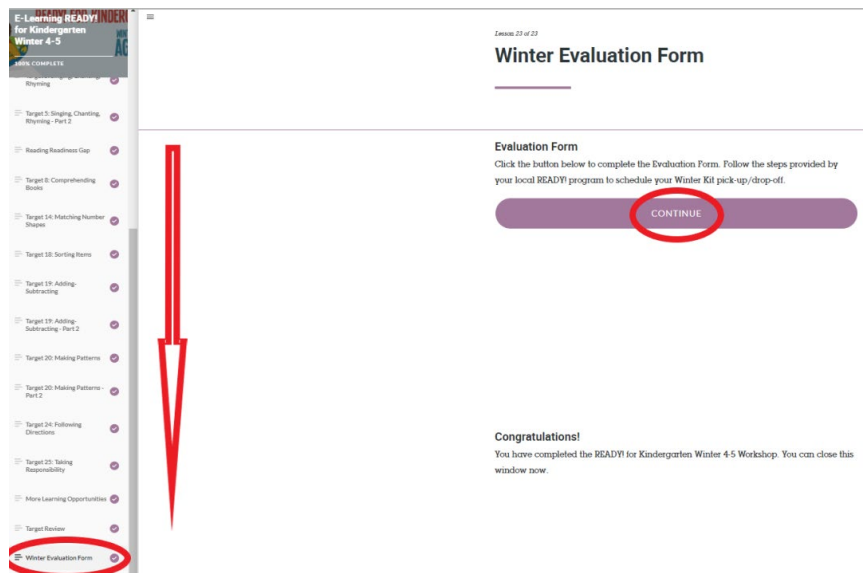 E-Learning READY!
for Kindergarten
Winter 4-5
100% COMPLETE
Rhyming
Target 5: Singing, Chanting,
Rhyming - Part 2
Reading Readiness Gap
Target 8: Comprehending
Books
Target 14: Matching Number
Shapes
Target 18: Sorting Items
Target 19: Adding-
Subtracting
Target 19: Adding-
Subtracting - Part 2
Target 20: Making Patterns
Target 20: Making Patterns -
Part 2
Target 24: Following
Directions
Target 25: Taking
Responsibility
More Learning Opportunities
Target Review
Winter Evaluation Form
Lesson 23 of 23
Winter Evaluation Form
Evaluation Form
Click the button below to complete the Evaluation Form. Follow the steps provided by
your local READY! program to schedule your Winter Kit pick-up/drop-off.
CONTINUE
Congratulations!
You have completed the READY! for Kindergarten Winter 4-5 Workshop. You can close this
window now.